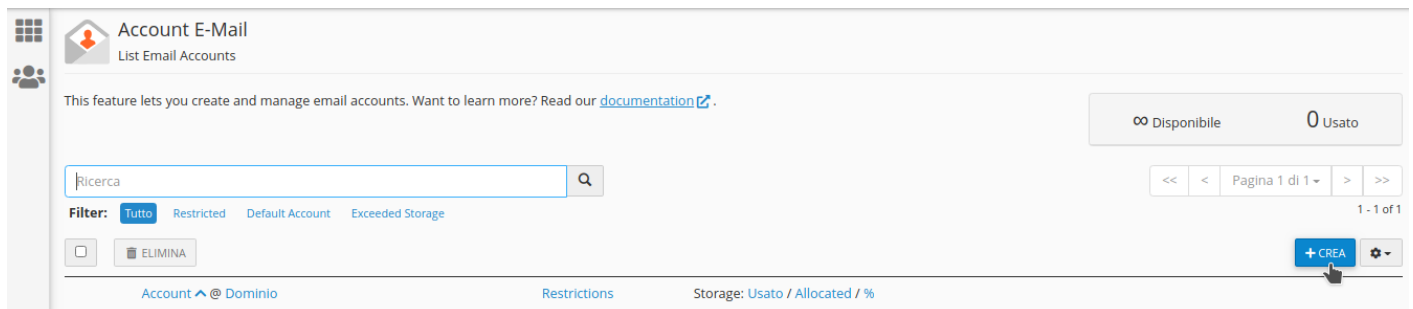 Account E-Mail
List Email Accounts
This feature lets you create and manage email accounts. Want to learn more? Read our documentation .
∞ Disponibile 0 Usato
Ricerca
<< < Pagina 1 di 1 > >>
Filter: Tutto Restricted Default Account Exceeded Storage
1 - 1 of 1
ELIMINA
+ CREA
Account @ Dominio Restrictions Storage: Usato / Allocated / %